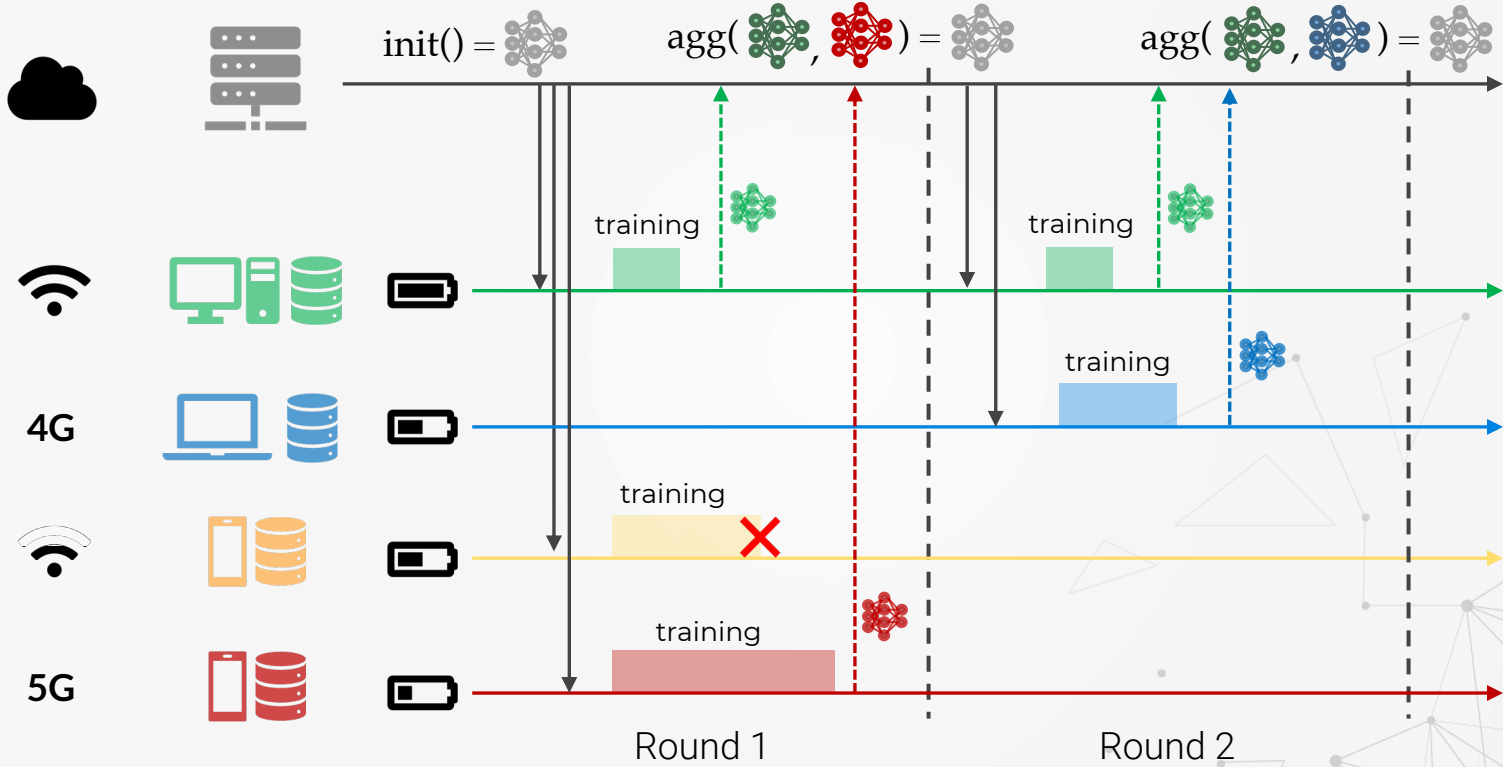 init() =
agg( , ) =
agg( , ) =
training
training
4G
training
training
5G
training
Round 1
Round 2